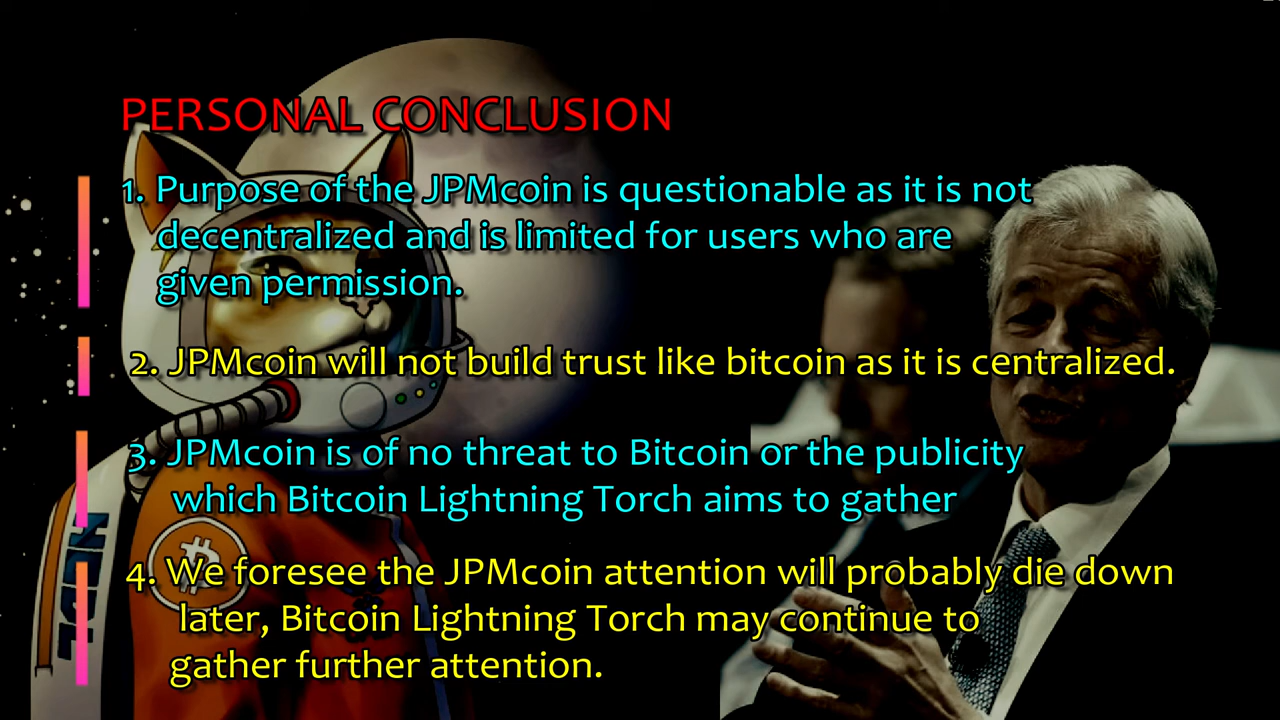 PERSONAL CONCLUSION
1. Purpose of the JPMcoin is questionable as it is not
decentralized and is limited for users who are
given permission.
2. JPMcoin will not build trust like bitcoin as it is centralized.
3. JPMcoin is of no threat to Bitcoin or the publicity
which Bitcoin Lightning Torch aims to gather
4. We foresee the JPMcoin attention will probably die down
later, Bitcoin Lightning Torch may continue to
gather further attention.
HODL